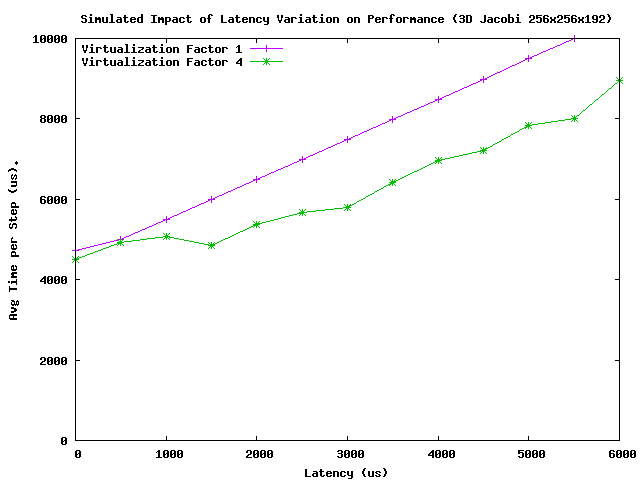 Simulated Impact of Latency Variation on Performance (3D Jacobi 256x256x192)
Virtualization Factor 1
Virtualization Factor 4
10000
8000
6000
4000
2000
0
Avg Time per Step (us).
0 1000 2000 3000 4000 5000 6000
Latency (us)